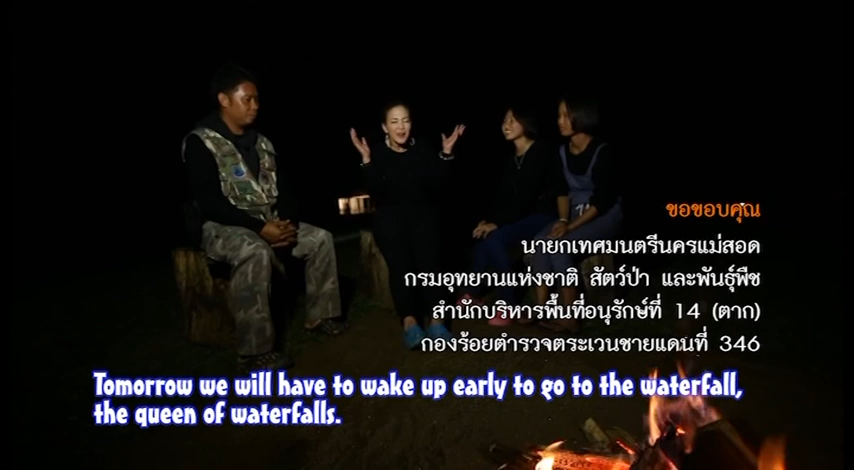 ขอขอบคุณ
นายกเทศมนตรีนครแม่สอด
กรมอุทยานแห่งชาติ สัตว์ป่า และพันธุ์พืช
สำนักบริหารพื้นที่อนุรักษ์ที่ 14 (ตาก)
กองร้อยตำรวจตระเวนชายแดนที่ 346
Tomorrow we will have to wake up early to go to the waterfall,
the queen of waterfalls.